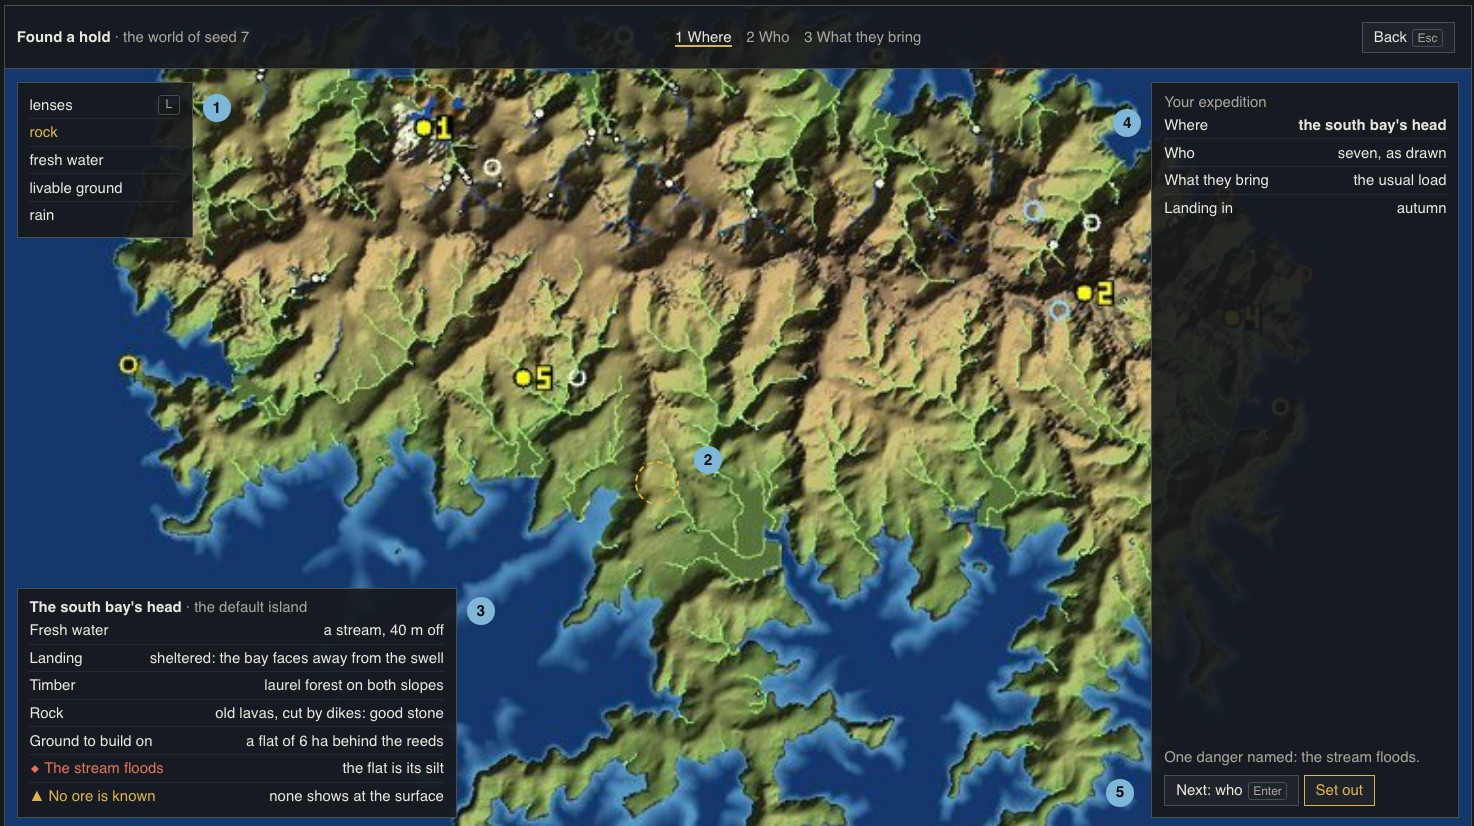 Found a hold · the world of seed 7
1 Where 2 Who 3 What they bring
Back Esc
lenses L
rock
fresh water
livable ground
rain
1
1
4
Your expedition
Where the south bay's head
Who seven, as drawn
What they bring the usual load
Landing in autumn
2
4
5
2
3
The south bay's head · the default island
Fresh water a stream, 40 m off
Landing sheltered: the bay faces away from the swell
Timber laurel forest on both slopes
Rock old lavas, cut by dikes: good stone
Ground to build on a flat of 6 ha behind the reeds
◆ The stream floods the flat is its silt
▲ No ore is known none shows at the surface
5
One danger named: the stream floods.
Next: who Enter Set out